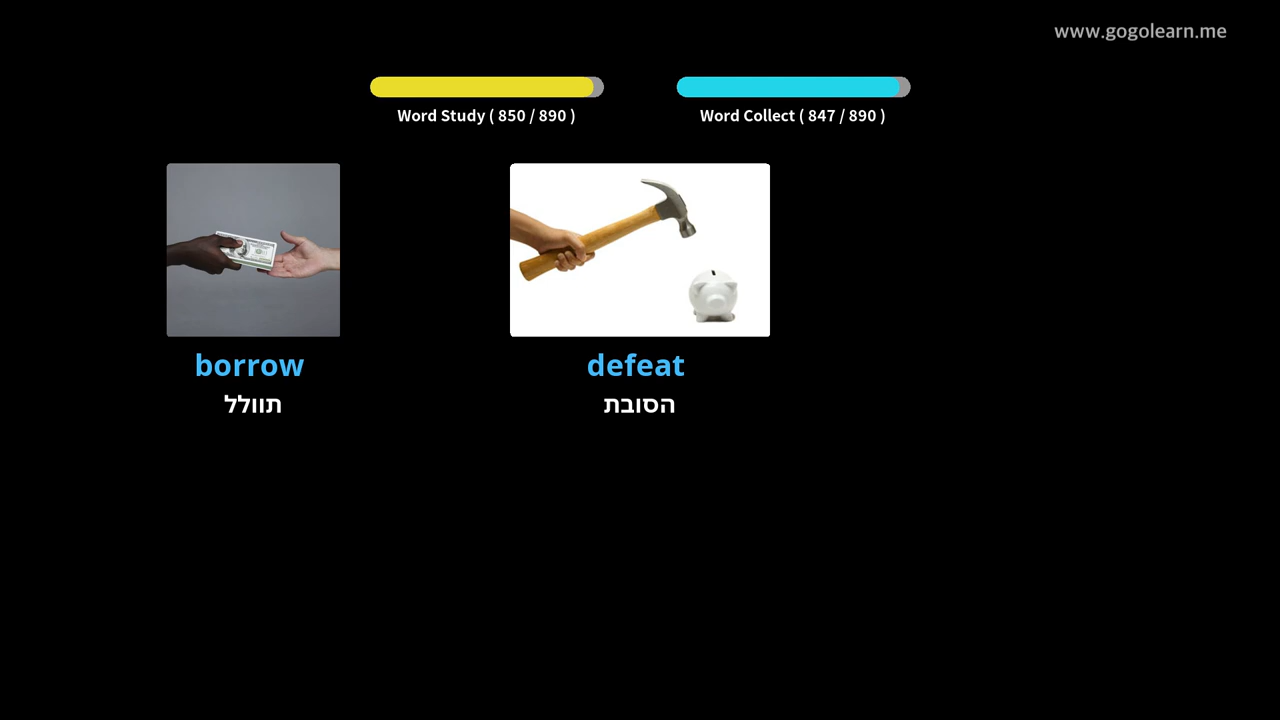 www.gogolearn.me
Word Study ( 850 / 890 )
Word Collect ( 847 / 890 )
borrow
תוולל
defeat
הסובת